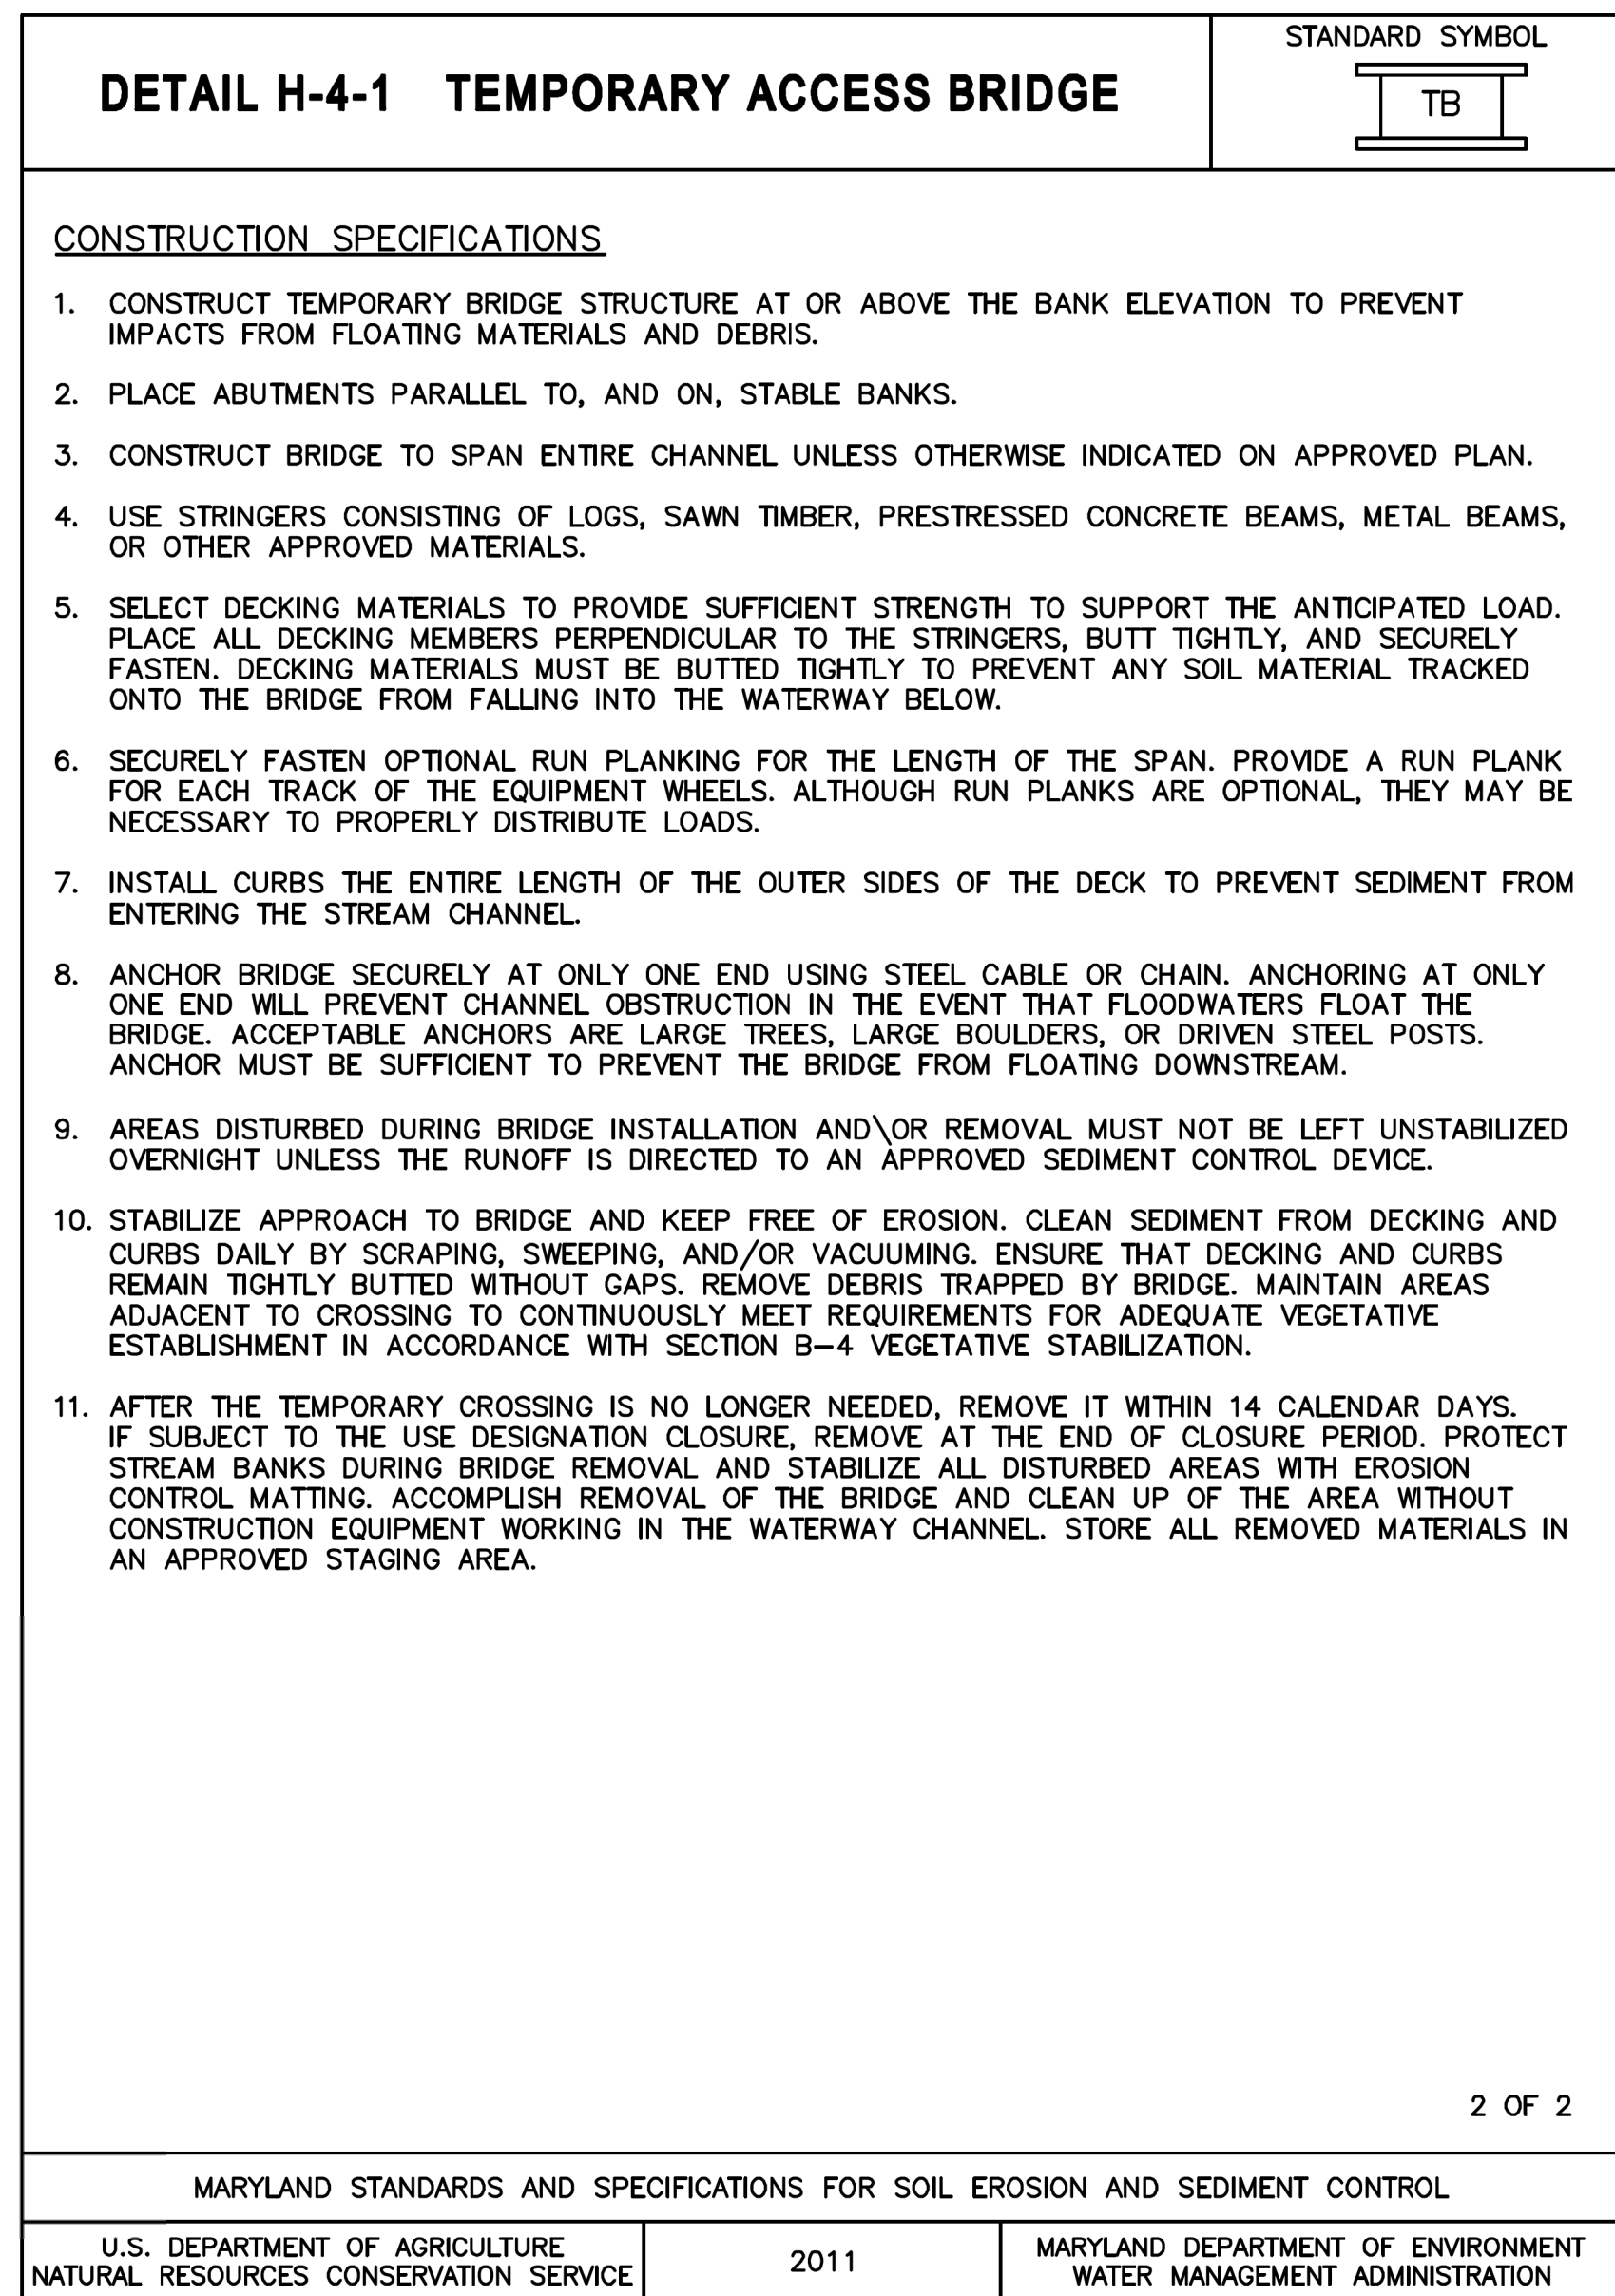 DETAIL H-4-1 TEMPORARY ACCESS BRIDGE
STANDARD SYMBOL
TB
CONSTRUCTION SPECIFICATIONS
1. CONSTRUCT TEMPORARY BRIDGE STRUCTURE AT OR ABOVE THE BANK ELEVATION TO PREVENT
IMPACTS FROM FLOATING MATERIALS AND DEBRIS.
2. PLACE ABUTMENTS PARALLEL TO, AND ON, STABLE BANKS.
3. CONSTRUCT BRIDGE TO SPAN ENTIRE CHANNEL UNLESS OTHERWISE INDICATED ON APPROVED PLAN.
4. USE STRINGERS CONSISTING OF LOGS, SAWN TIMBER, PRESTRESSED CONCRETE BEAMS, METAL BEAMS,
OR OTHER APPROVED MATERIALS.
5. SELECT DECKING MATERIALS TO PROVIDE SUFFICIENT STRENGTH TO SUPPORT THE ANTICIPATED LOAD.
PLACE ALL DECKING MEMBERS PERPENDICULAR TO THE STRINGERS, BUTT TIGHTLY, AND SECURELY
FASTEN. DECKING MATERIALS MUST BE BUTTED TIGHTLY TO PREVENT ANY SOIL MATERIAL TRACKED
ONTO THE BRIDGE FROM FALLING INTO THE WATERWAY BELOW.
6. SECURELY FASTEN OPTIONAL RUN PLANKING FOR THE LENGTH OF THE SPAN. PROVIDE A RUN PLANK
FOR EACH TRACK OF THE EQUIPMENT WHEELS. ALTHOUGH RUN PLANKS ARE OPTIONAL, THEY MAY BE
NECESSARY TO PROPERLY DISTRIBUTE LOADS.
7. INSTALL CURBS THE ENTIRE LENGTH OF THE OUTER SIDES OF THE DECK TO PREVENT SEDIMENT FROM
ENTERING THE STREAM CHANNEL.
8. ANCHOR BRIDGE SECURELY AT ONLY ONE END USING STEEL CABLE OR CHAIN. ANCHORING AT ONLY
ONE END WILL PREVENT CHANNEL OBSTRUCTION IN THE EVENT THAT FLOODWATERS FLOAT THE
BRIDGE. ACCEPTABLE ANCHORS ARE LARGE TREES, LARGE BOULDERS, OR DRIVEN STEEL POSTS.
ANCHOR MUST BE SUFFICIENT TO PREVENT THE BRIDGE FROM FLOATING DOWNSTREAM.
9. AREAS DISTURBED DURING BRIDGE INSTALLATION AND\OR REMOVAL MUST NOT BE LEFT UNSTABILIZED
OVERNIGHT UNLESS THE RUNOFF IS DIRECTED TO AN APPROVED SEDIMENT CONTROL DEVICE.
10. STABILIZE APPROACH TO BRIDGE AND KEEP FREE OF EROSION. CLEAN SEDIMENT FROM DECKING AND
CURBS DAILY BY SCRAPING, SWEEPING, AND/OR VACUUMING. ENSURE THAT DECKING AND CURBS
REMAIN TIGHTLY BUTTED WITHOUT GAPS. REMOVE DEBRIS TRAPPED BY BRIDGE. MAINTAIN AREAS
ADJACENT TO CROSSING TO CONTINUOUSLY MEET REQUIREMENTS FOR ADEQUATE VEGETATIVE
ESTABLISHMENT IN ACCORDANCE WITH SECTION B-4 VEGETATIVE STABILIZATION.
11. AFTER THE TEMPORARY CROSSING IS NO LONGER NEEDED, REMOVE IT WITHIN 14 CALENDAR DAYS.
IF SUBJECT TO THE USE DESIGNATION CLOSURE, REMOVE AT THE END OF CLOSURE PERIOD. PROTECT
STREAM BANKS DURING BRIDGE REMOVAL AND STABILIZE ALL DISTURBED AREAS WITH EROSION
CONTROL MATTING. ACCOMPLISH REMOVAL OF THE BRIDGE AND CLEAN UP OF THE AREA WITHOUT
CONSTRUCTION EQUIPMENT WORKING IN THE WATERWAY CHANNEL. STORE ALL REMOVED MATERIALS IN
AN APPROVED STAGING AREA.
2 OF 2
MARYLAND STANDARDS AND SPECIFICATIONS FOR SOIL EROSION AND SEDIMENT CONTROL
U.S. DEPARTMENT OF AGRICULTURE
NATURAL RESOURCES CONSERVATION SERVICE
2011
MARYLAND DEPARTMENT OF ENVIRONMENT
WATER MANAGEMENT ADMINISTRATION